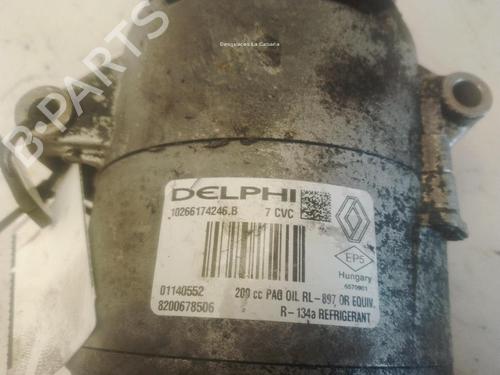 Desguaces La Cabaña
B-PARTS
DELPHI
10266174246.B 7 CVC
EP5
Hungary
01140552 200 cc PAG OIL RL-897 OR EQUIV.
8200678506 R-134a REFRIGERANT